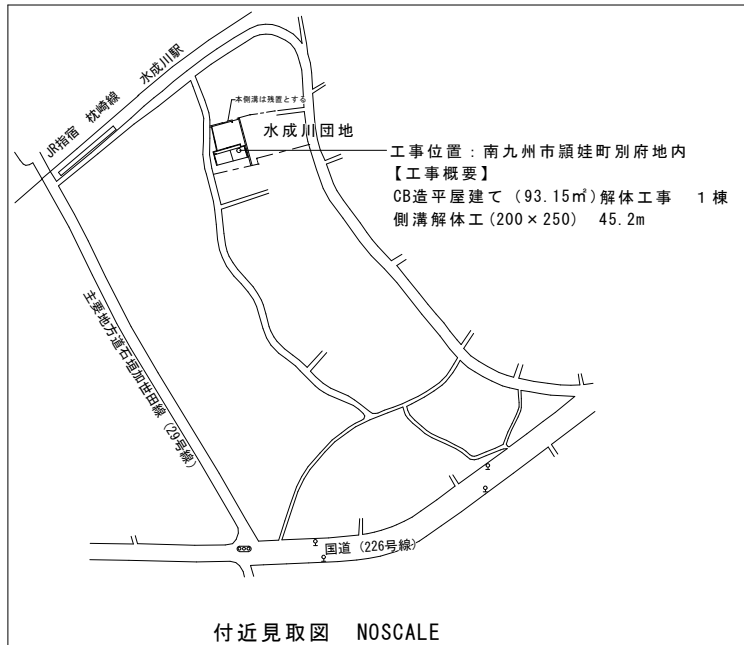 JR指宿 枕崎線 水成川駅
本側溝は残置とする
水成川団地
工事位置：南九州市頴娃町別府地内
【工事概要】
CB造平屋建て (93.15㎡)解体工事 1棟
側溝解体工(200×250) 45.2m
主要地方道石垣加世田線 (29号線)
国道 (226号線)
付近見取図 NOSCALE